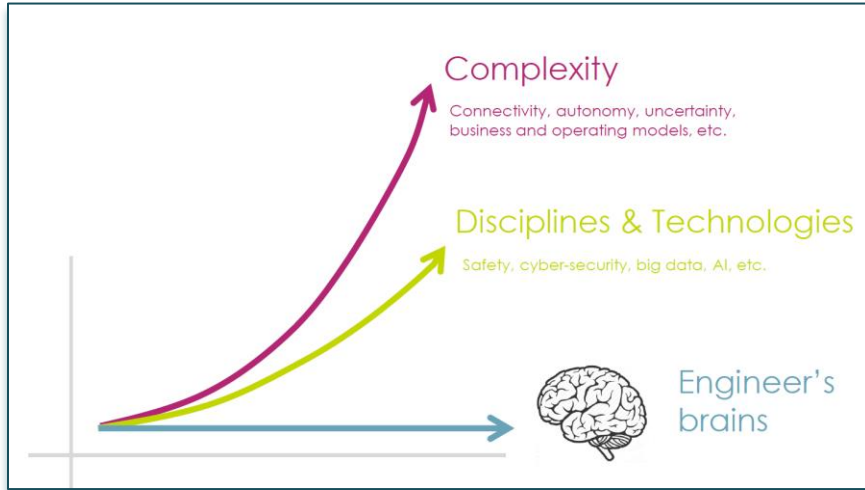 Complexity
Connectivity, autonomy, uncertainty,
business and operating models, etc.
Disciplines & Technologies
Safety, cyber-security, big data, AI, etc.
Engineer's
brains